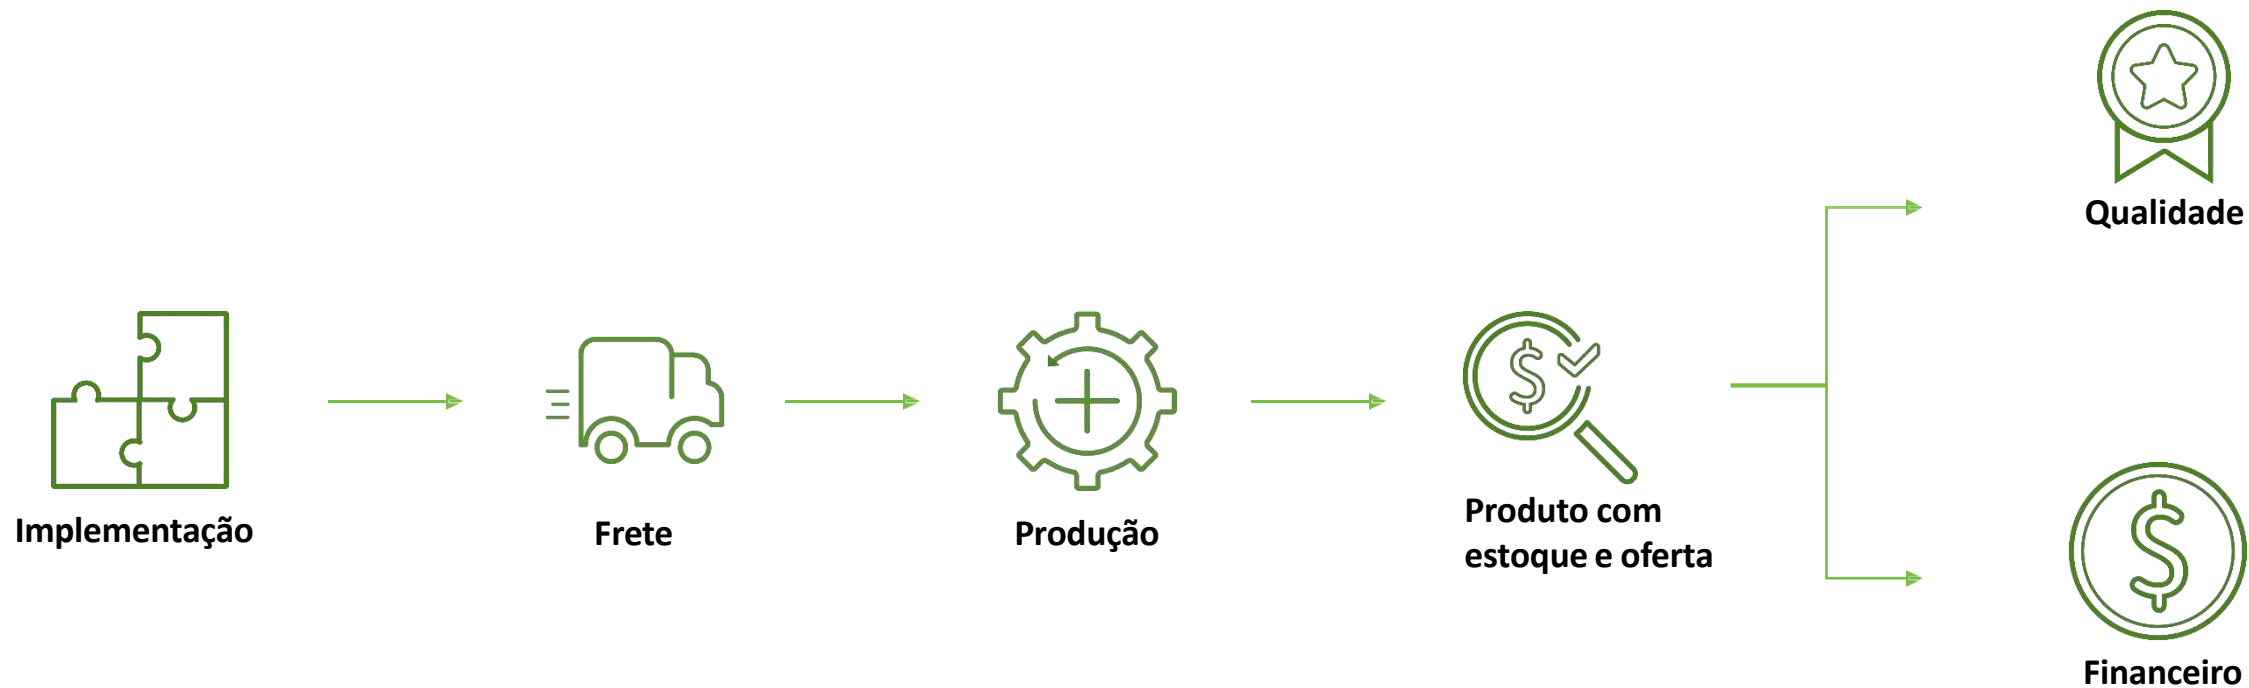 Implementação
Frete
Produção
Produto com
estoque e oferta
Qualidade
Financeiro